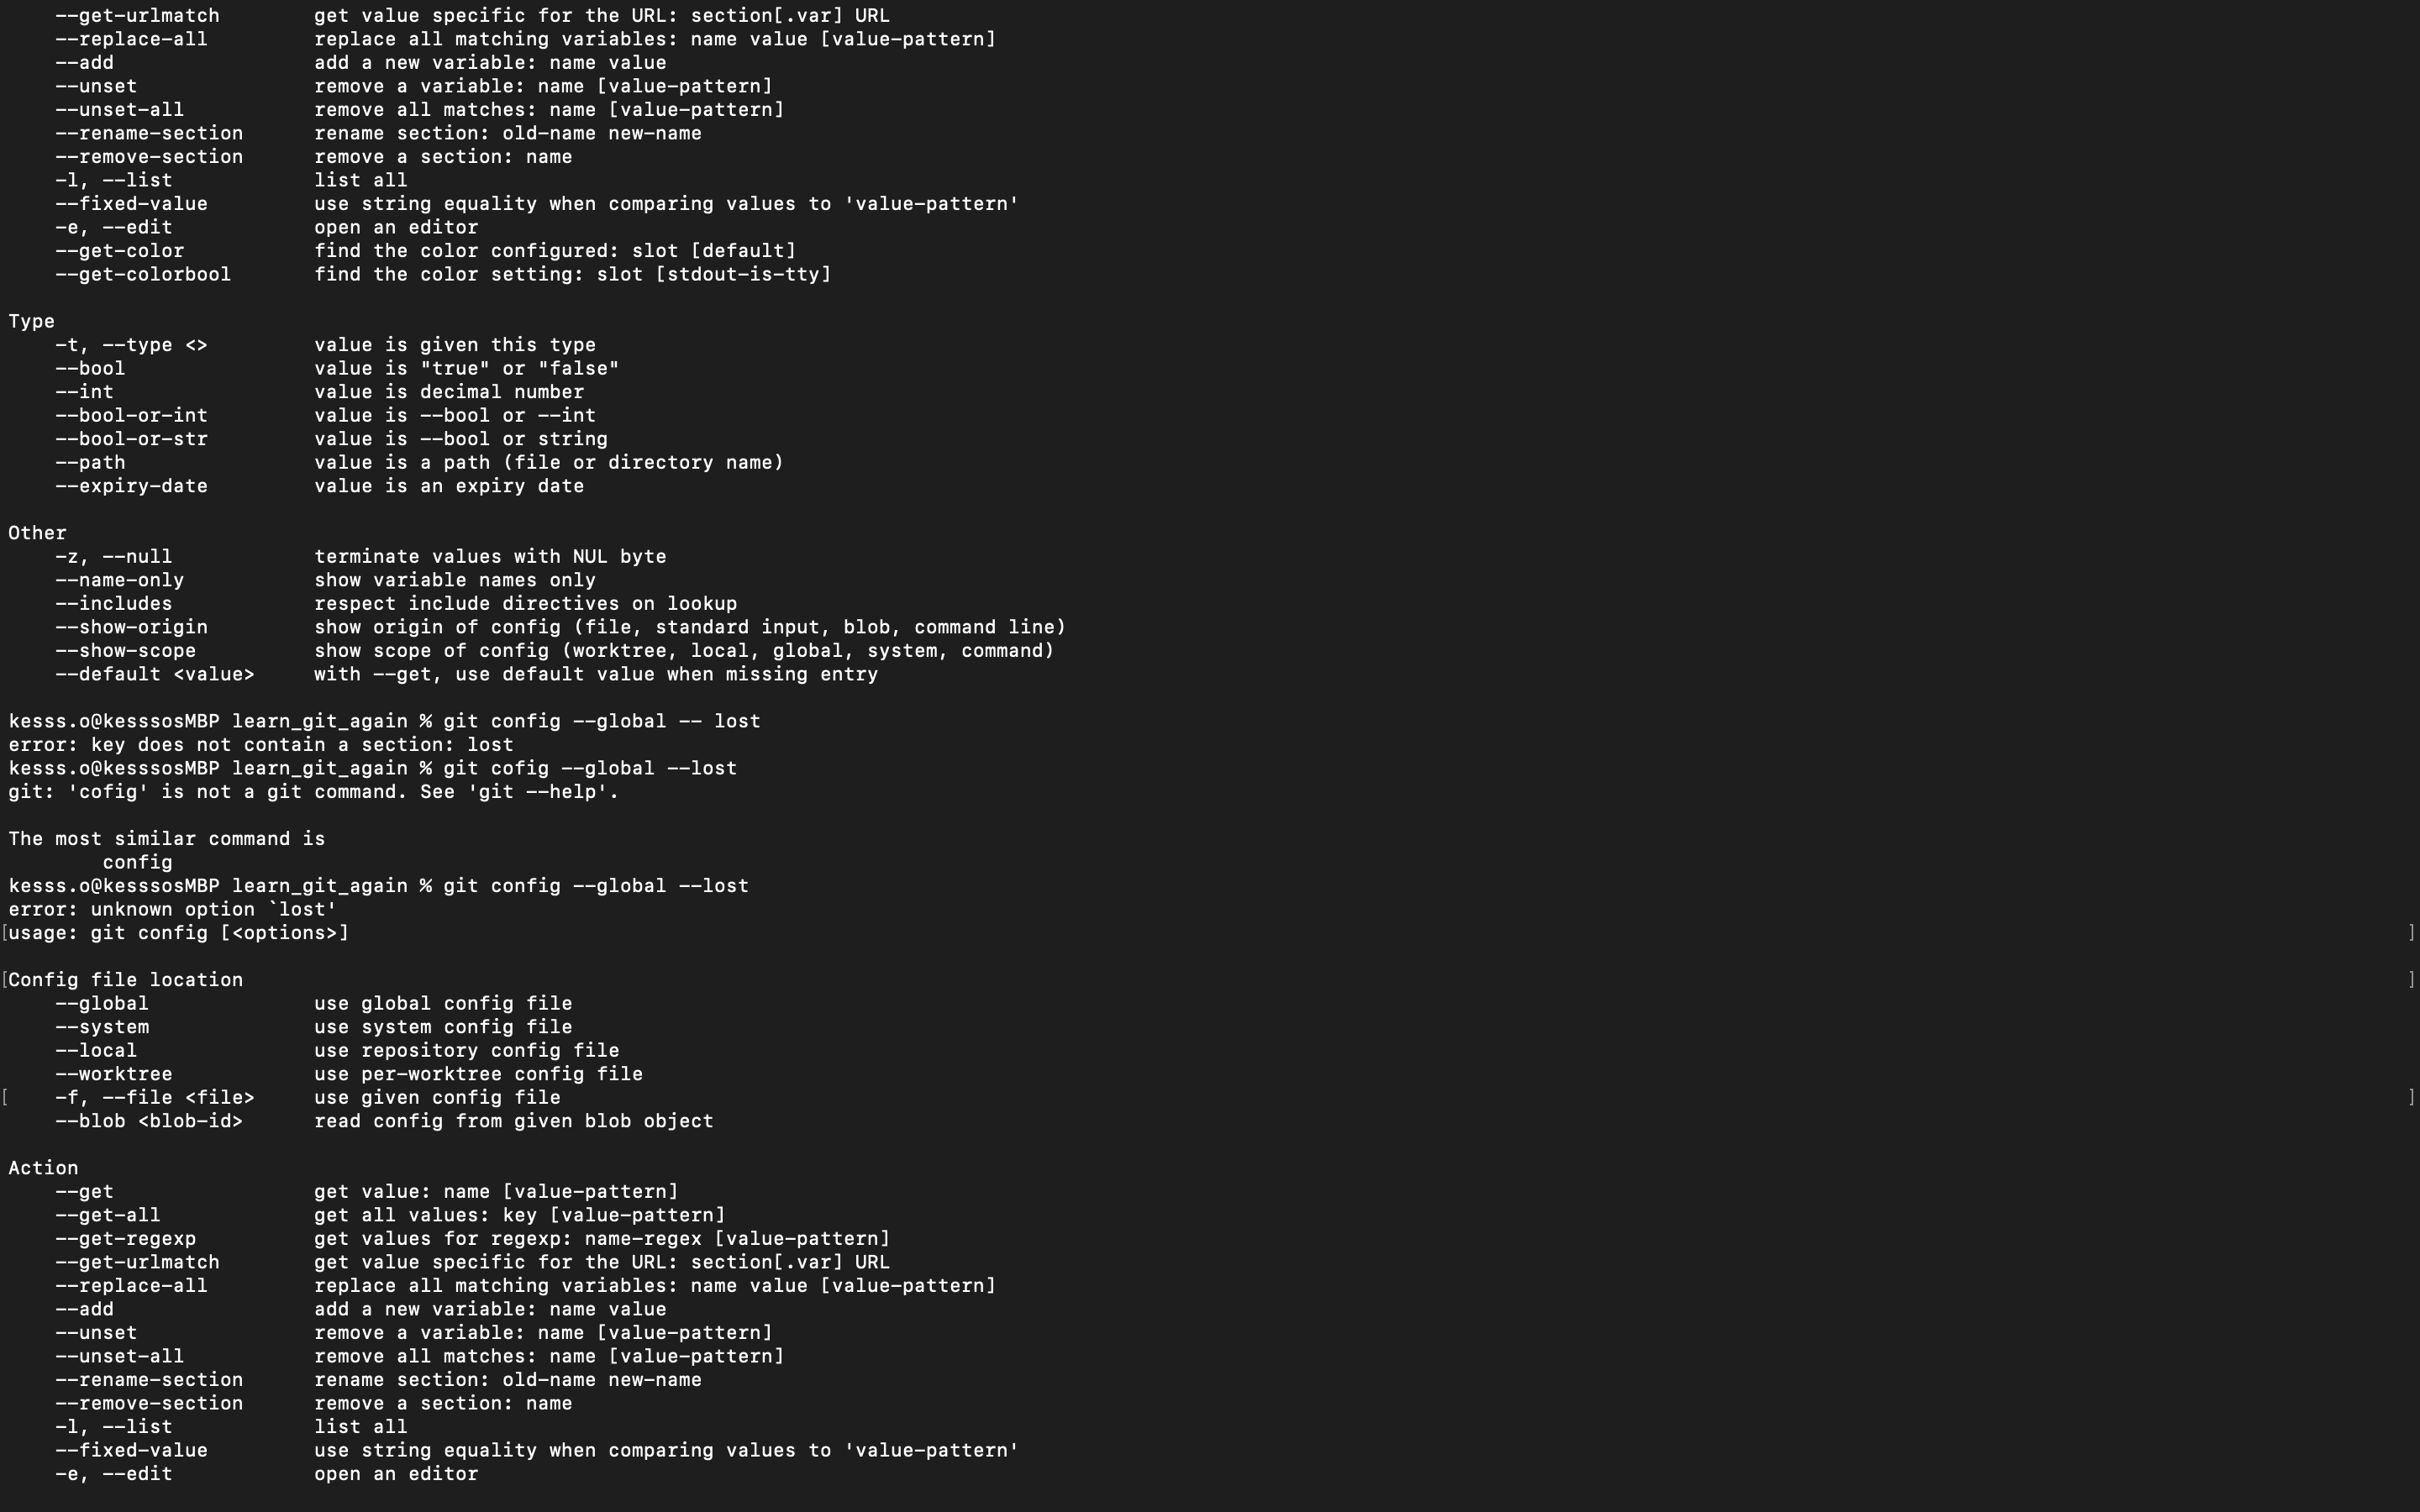 --get-urlmatch        get value specific for the URL: section[.var] URL
    --replace-all         replace all matching variables: name value [value-pattern]
    --add                 add a new variable: name value
    --unset               remove a variable: name [value-pattern]
    --unset-all           remove all matches: name [value-pattern]
    --rename-section      rename section: old-name new-name
    --remove-section      remove a section: name
    -l, --list            list all
    --fixed-value         use string equality when comparing values to 'value-pattern'
    -e, --edit            open an editor
    --get-color           find the color configured: slot [default]
    --get-colorbool       find the color setting: slot [stdout-is-tty]

Type
    -t, --type <>         value is given this type
    --bool                value is "true" or "false"
    --int                 value is decimal number
    --bool-or-int         value is --bool or --int
    --bool-or-str         value is --bool or string
    --path                value is a path (file or directory name)
    --expiry-date         value is an expiry date

Other
    -z, --null            terminate values with NUL byte
    --name-only           show variable names only
    --includes            respect include directives on lookup
    --show-origin         show origin of config (file, standard input, blob, command line)
    --show-scope          show scope of config (worktree, local, global, system, command)
    --default <value>     with --get, use default value when missing entry

kesss.o@kesssosMBP learn_git_again % git config --global -- lost
error: key does not contain a section: lost
kesss.o@kesssosMBP learn_git_again % git cofig --global --lost
git: 'cofig' is not a git command. See 'git --help'.

The most similar command is
        config
kesss.o@kesssosMBP learn_git_again % git config --global --lost
error: unknown option `lost'
[usage: git config [<options>] ]

[Config file location ]
    --global              use global config file
    --system              use system config file
    --local               use repository config file
    --worktree            use per-worktree config file
[    -f, --file <file>     use given config file ]
    --blob <blob-id>      read config from given blob object

Action
    --get                 get value: name [value-pattern]
    --get-all             get all values: key [value-pattern]
    --get-regexp          get values for regexp: name-regex [value-pattern]
    --get-urlmatch        get value specific for the URL: section[.var] URL
    --replace-all         replace all matching variables: name value [value-pattern]
    --add                 add a new variable: name value
    --unset               remove a variable: name [value-pattern]
    --unset-all           remove all matches: name [value-pattern]
    --rename-section      rename section: old-name new-name
    --remove-section      remove a section: name
    -l, --list            list all
    --fixed-value         use string equality when comparing values to 'value-pattern'
    -e, --edit            open an editor